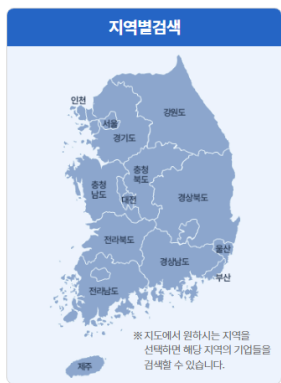 지역별검색
인천
서울
강원도
경기도
충청
북도
충청
남도
대전
경상북도
전라북도
울산
경상남도
부산
전라남도
※ 지도에서 원하시는 지역을
선택하면 해당 지역의 기업들을
검색할 수 있습니다.
제주